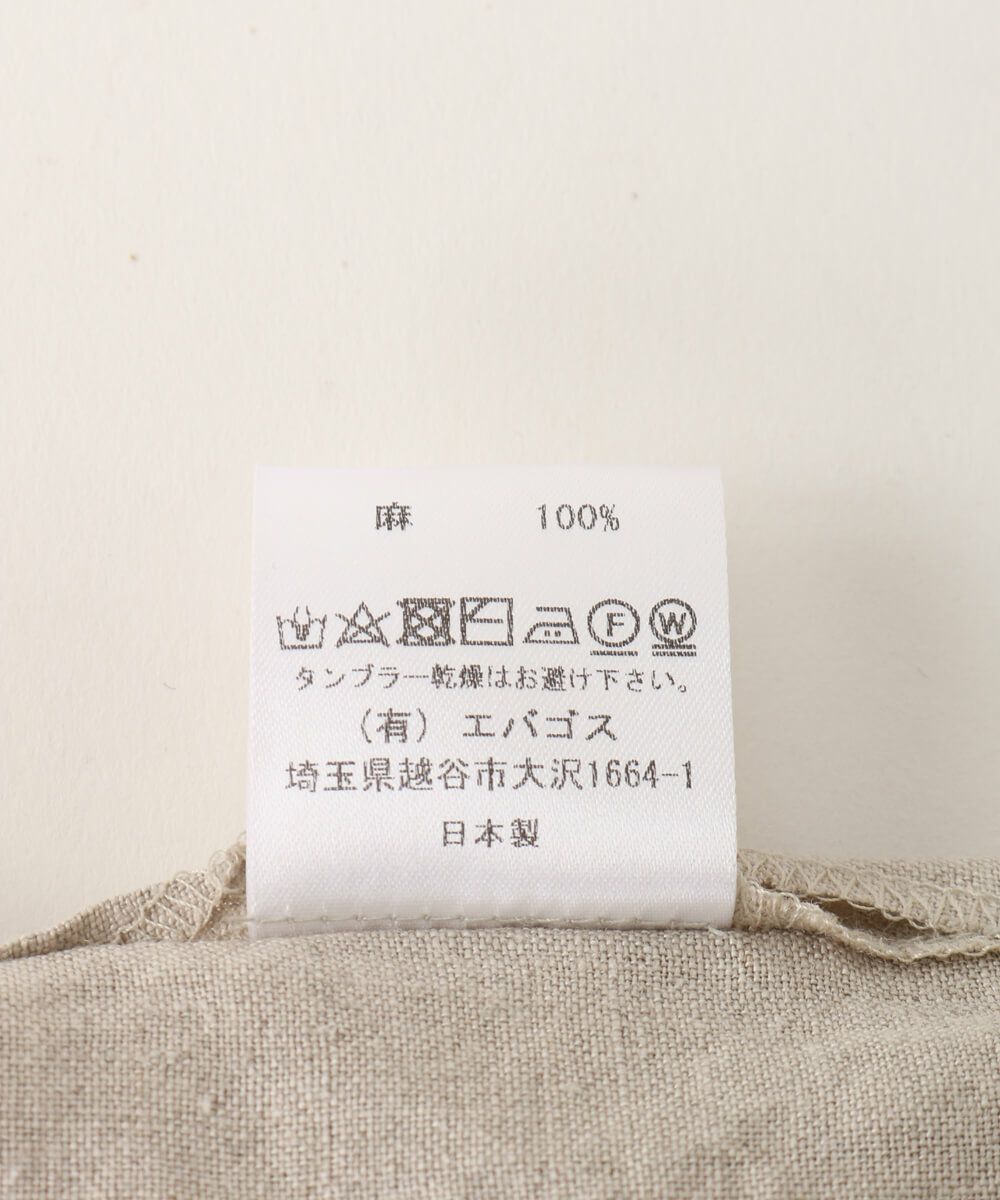 麻 100%
F W
タンブラー乾燥はお避け下さい。
(有) エバゴス
埼玉県越谷市大沢1664-1
日本製